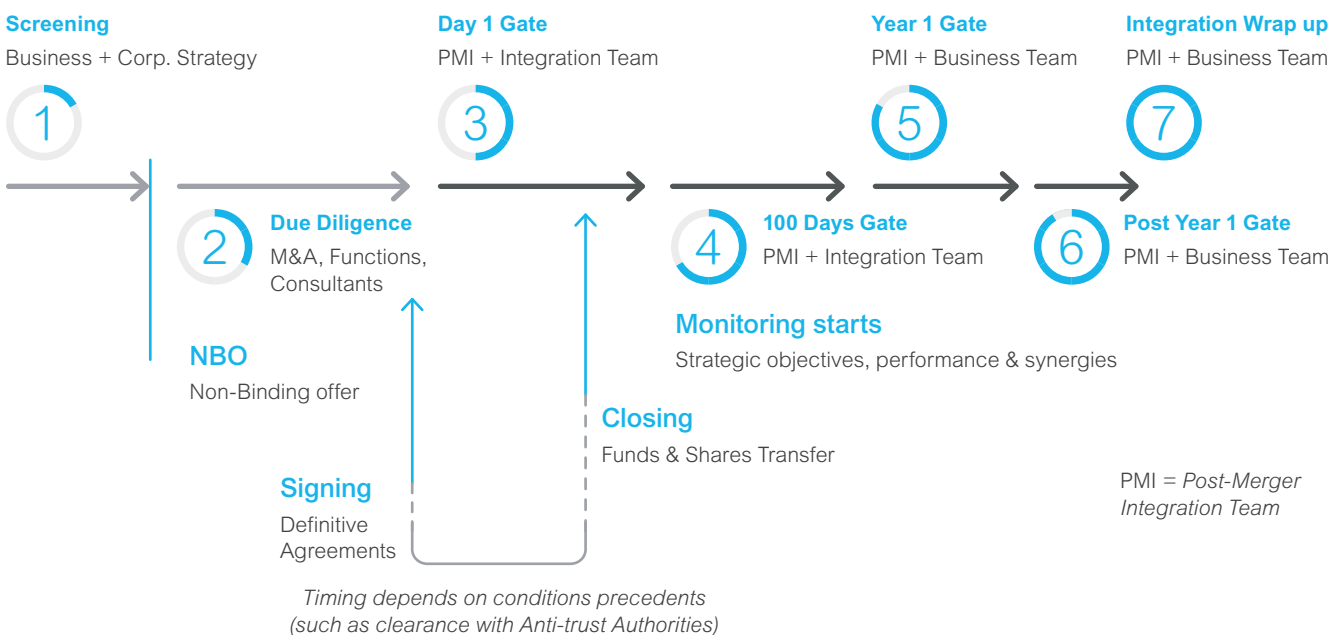 Screening
Business + Corp. Strategy
1
Day 1 Gate
PMI + Integration Team
3
Year 1 Gate
PMI + Business Team
5
Integration Wrap up
PMI + Business Team
7
2
Due Diligence
M&A, Functions,
Consultants
4
100 Days Gate
PMI + Integration Team
6
Post Year 1 Gate
PMI + Business Team
Monitoring starts
Strategic objectives, performance & synergies
NBO
Non-Binding offer
Closing
Funds & Shares Transfer
Signing
Definitive
Agreements
PMI = Post-Merger
Integration Team
Timing depends on conditions precedents
(such as clearance with Anti-trust Authorities)